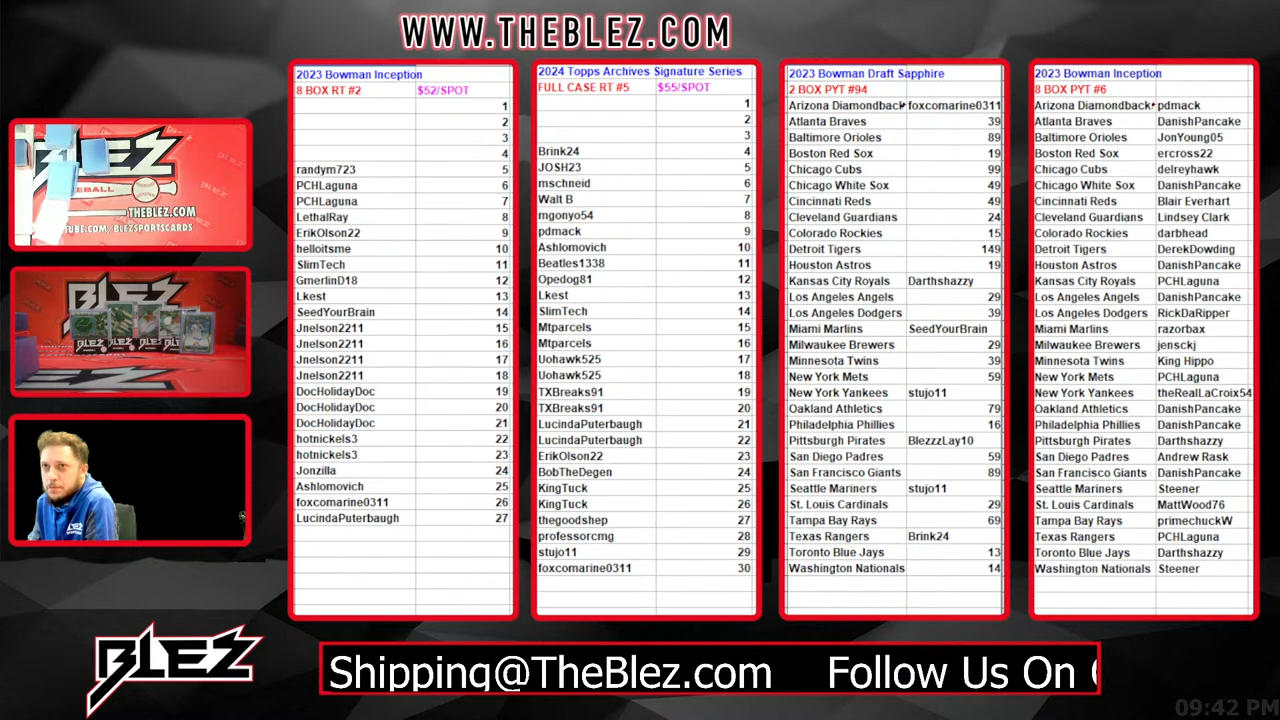 WWW.THEBLEZ.COM
2023 Bowman Inception
8 BOX RT #2 $52/SPOT
1
2
3
4
randym723 5
PCHLaguna 6
PCHLaguna 7
LethalRay 8
ErikOlson22 9
helloitsme 10
SlimTech 11
GmerlinD18 12
Lkest 13
SeedYourBrain 14
Jnelson2211 15
Jnelson2211 16
Jnelson2211 17
Jnelson2211 18
DocHolidayDoc 19
DocHolidayDoc 20
DocHolidayDoc 21
hotnickels3 22
hotnickels3 23
Jonzilla 24
Ashlomovich 25
foxcomarine0311 26
LucindaPuterbaugh 27
2024 Topps Archives Signature Series
FULL CASE RT #5 $55/SPOT
1
2
3
Brink24 4
JOSH23 5
mschneid 6
Walt B 7
mgonyo54 8
pdmack 9
Ashlomovich 10
Beatles1338 11
Opedog81 12
Lkest 13
SlimTech 14
Mtparcels 15
Mtparcels 16
Uohawk525 17
Uohawk525 18
TXBreaks91 19
TXBreaks91 20
LucindaPuterbaugh 21
LucindaPuterbaugh 22
ErikOlson22 23
BobTheDegen 24
KingTuck 25
KingTuck 26
thegoodshep 27
professorcmg 28
stujo11 29
foxcomarine0311 30
2023 Bowman Draft Sapphire
2 BOX PYT #94
Arizona Diamondback foxcomarine0311
Atlanta Braves 39
Baltimore Orioles 89
Boston Red Sox 19
Chicago Cubs 99
Chicago White Sox 49
Cincinnati Reds 49
Cleveland Guardians 24
Colorado Rockies 15
Detroit Tigers 149
Houston Astros 19
Kansas City Royals Darthshazzy
Los Angeles Angels 29
Los Angeles Dodgers 39
Miami Marlins SeedYourBrain
Milwaukee Brewers 29
Minnesota Twins 39
New York Mets 59
New York Yankees stujo11
Oakland Athletics 79
Philadelphia Phillies 16
Pittsburgh Pirates BlezzzLay10
San Diego Padres 59
San Francisco Giants 89
Seattle Mariners stujo11
St. Louis Cardinals 29
Tampa Bay Rays 69
Texas Rangers Brink24
Toronto Blue Jays 13
Washington Nationals 14
2023 Bowman Inception
8 BOX PYT #6
Arizona Diamondback pdmack
Atlanta Braves DanishPancake
Baltimore Orioles JonYoung05
Boston Red Sox ercross22
Chicago Cubs delreyhawk
Chicago White Sox DanishPancake
Cincinnati Reds Blair Everhart
Cleveland Guardians Lindsey Clark
Colorado Rockies darbhead
Detroit Tigers DerekDowding
Houston Astros DanishPancake
Kansas City Royals PCHLaguna
Los Angeles Angels DanishPancake
Los Angeles Dodgers RickDaRipper
Miami Marlins razorbax
Milwaukee Brewers jensckj
Minnesota Twins King Hippo
New York Mets PCHLaguna
New York Yankees theRealLaCroix54
Oakland Athletics DanishPancake
Philadelphia Phillies DanishPancake
Pittsburgh Pirates Darthshazzy
San Diego Padres Andrew Rask
San Francisco Giants DanishPancake
Seattle Mariners Steener
St. Louis Cardinals MattWood76
Tampa Bay Rays primechuckW
Texas Rangers PCHLaguna
Toronto Blue Jays Darthshazzy
Washington Nationals Steener
BLEZ
THEBLEZ.COM
BLEZ
BLEZ
Shipping@TheBlez.com Follow Us On
09:42 PM